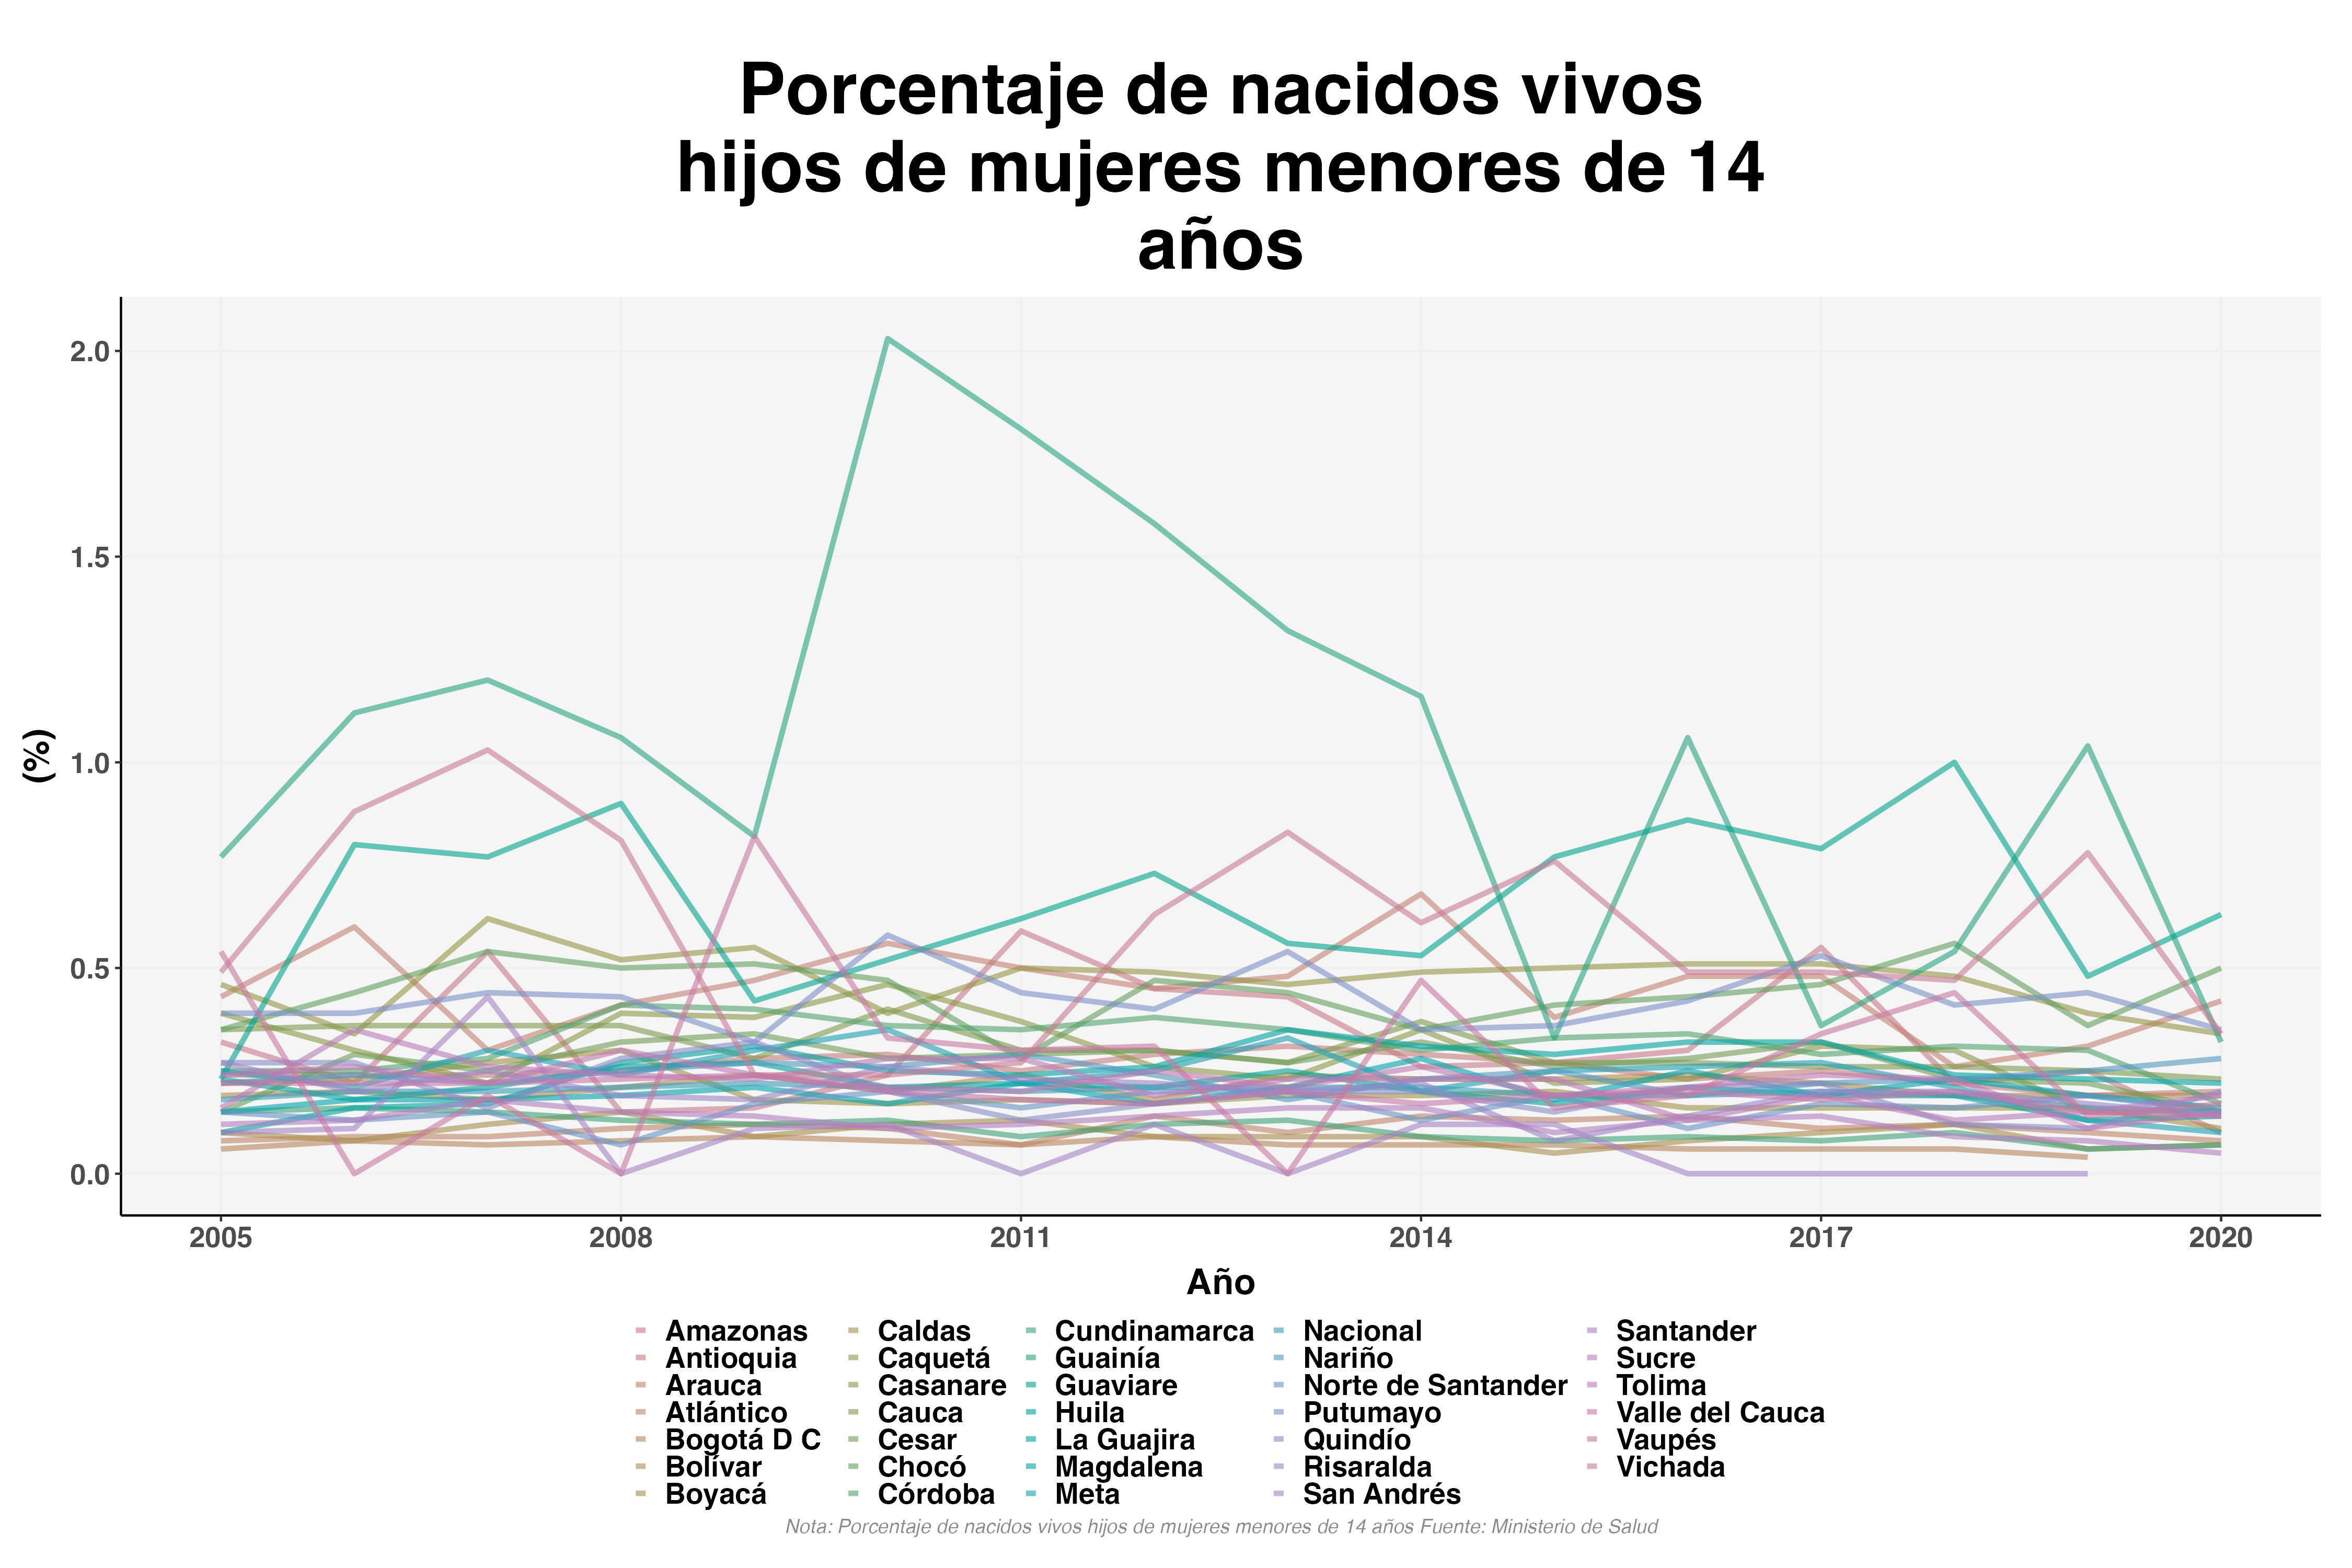 Porcentaje de nacidos vivos
hijos de mujeres menores de 14
años
(%)
2.0
1.5
1.0
0.5
0.0
2005 2008 2011 2014 2017 2020
Año
Amazonas Caldas Cundinamarca Nacional Santander
Antioquia Caquetá Guainía Nariño Sucre
Arauca Casanare Guaviare Norte de Santander Tolima
Atlántico Cauca Huila Putumayo Valle del Cauca
Bogotá D C Cesar La Guajira Quindío Vaupés
Bolívar Chocó Magdalena Risaralda Vichada
Boyacá Córdoba Meta San Andrés
Nota: Porcentaje de nacidos vivos hijos de mujeres menores de 14 años Fuente: Ministerio de Salud